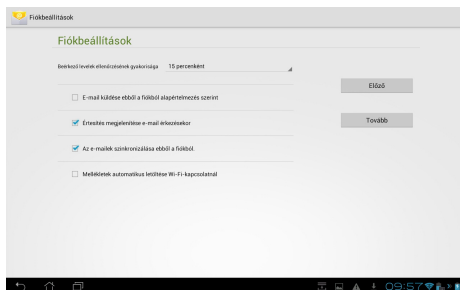 Fiókbeállítások
Fiókbeállítások
Beérkező levelek ellenőrzésének gyakorisága 15 percenként
Előző
E-mail küldése ebből a fiókból alapértelmezés szerint
Értesítés megjelenítése e-mail érkezésekor
Tovább
Az e-mailek szinkronizálása ebből a fiókból.
Mellékletek automatikus letöltése Wi-Fi-kapcsolatnál
09:57